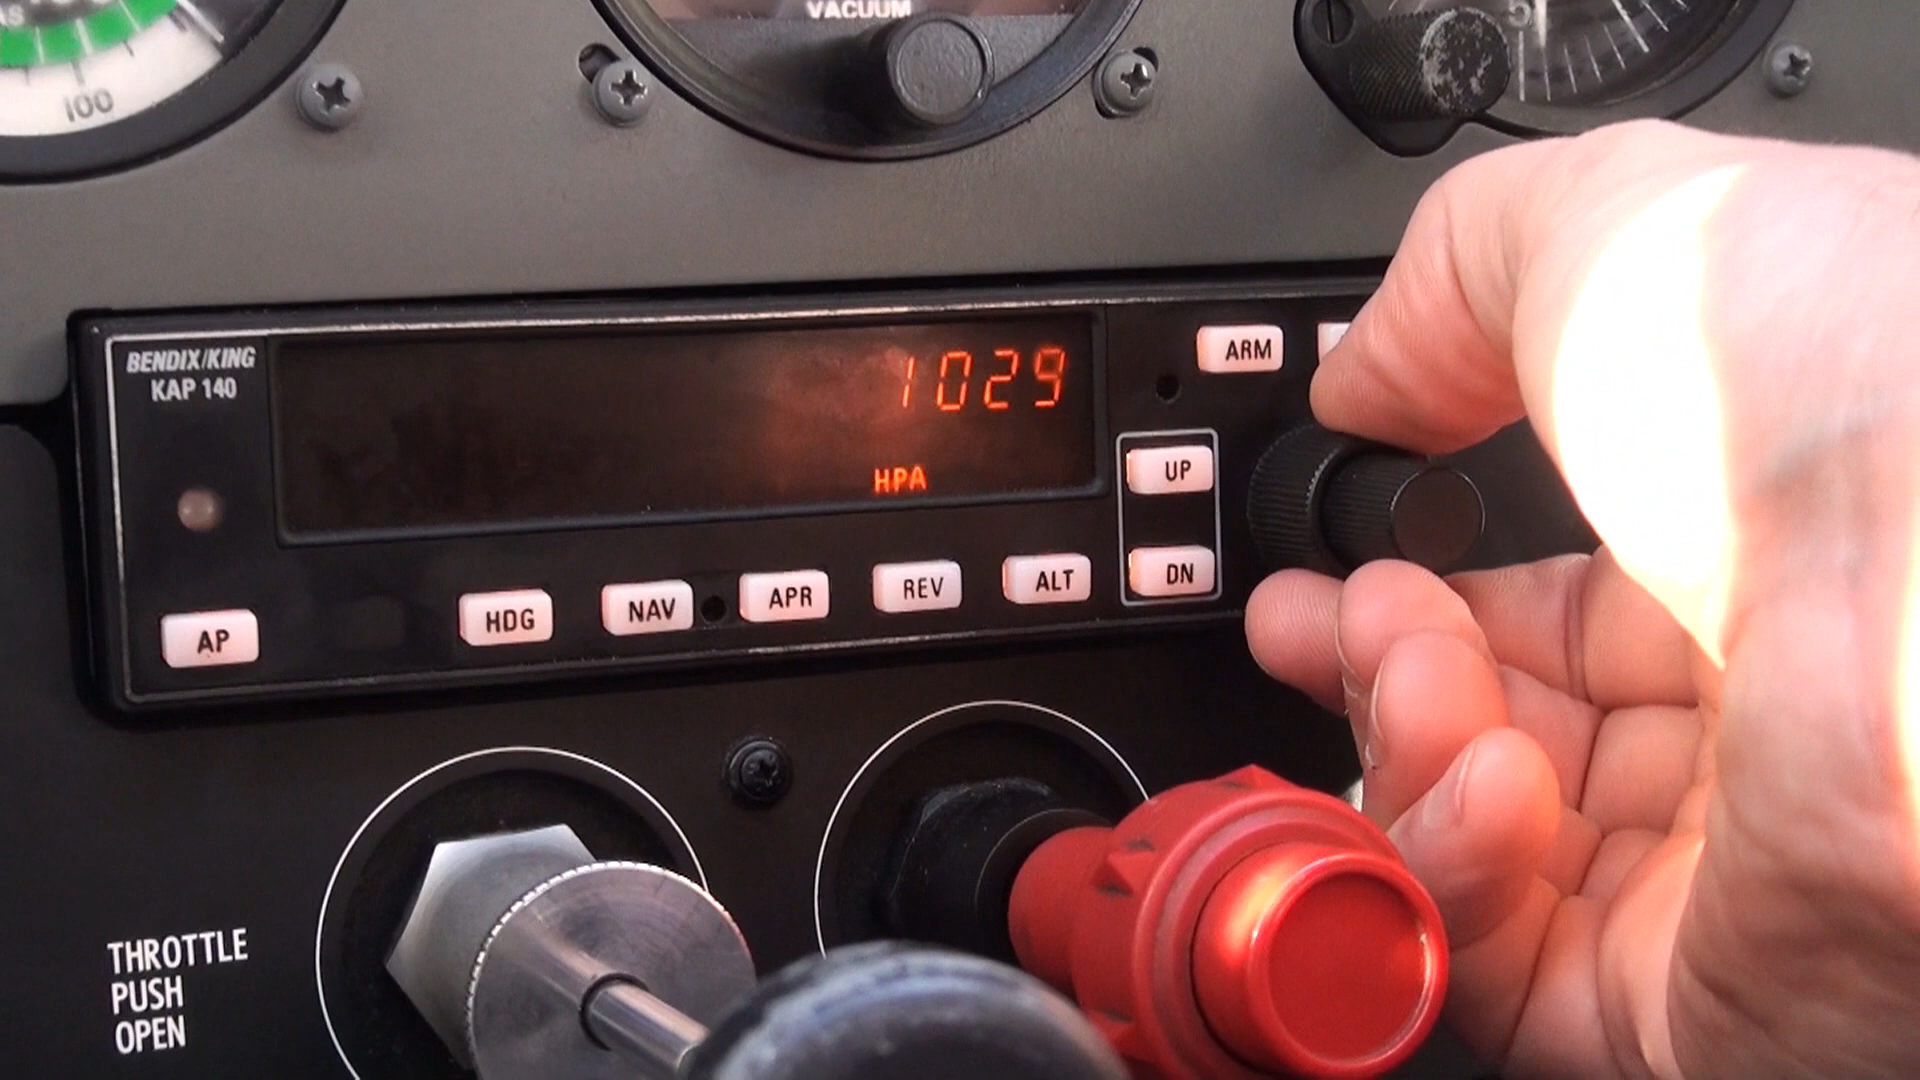 VACUUM
100
5
BENDIX/KING
KAP 140
1029
HPA
ARM
UP
DN
AP
HDG
NAV
APR
REV
ALT
THROTTLE
PUSH
OPEN